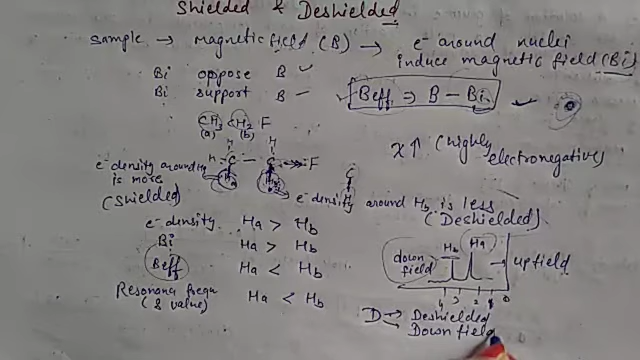 Shielded & Deshielded
Sample → Magnetic field (B) → e⁻ around nuclei
induce magnetic field (Bi)
Bi oppose B ✓
Bi support B –
Beff ⇒ B – Bi
CH3 CH2 F
(a) (b)
X↑ (highly
electronegative)
H H
H – C – C →→ F
e⁻ density around
is more
(Shielded)
C
H
e⁻ density around Hb is less
(Deshielded)
e⁻ density Ha > Hb
Bi Ha > Hb
Beff Ha < Hb
Resonana frequ Ha < Hb
(δ value)
down
field
Hb Ha
→ upfield
4 3 2 1 0
D → Deshielded
→ Down field